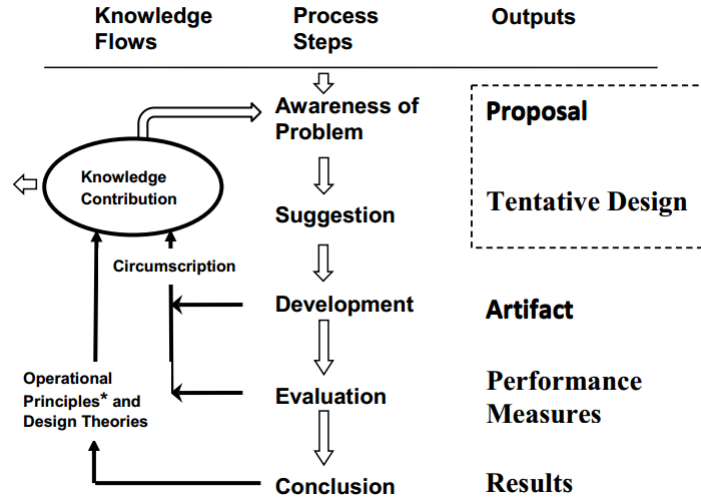 Knowledge
Flows
Process
Steps
Outputs
Awareness of
Problem
Proposal
Knowledge
Contribution
Suggestion
Tentative Design
Circumscription
Development
Artifact
Operational
Principles* and
Design Theories
Evaluation
Performance
Measures
Conclusion
Results